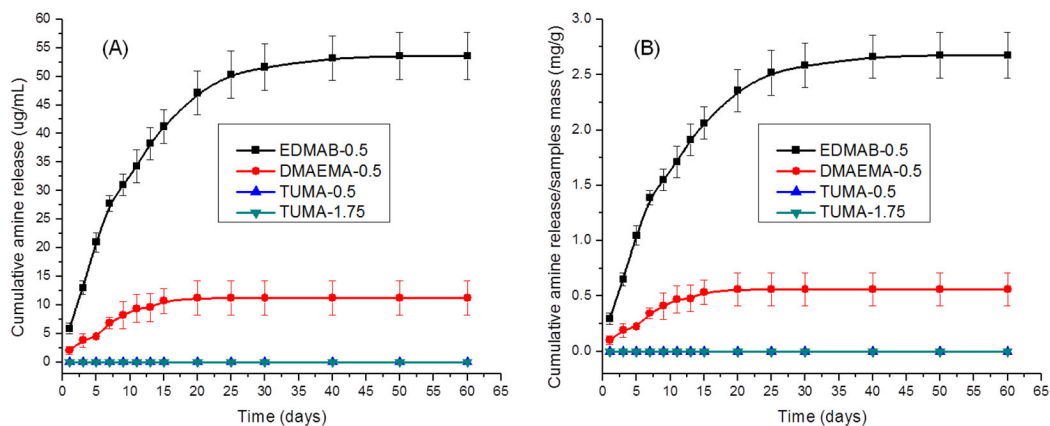 (A)
Cumulative amine release (ug/mL)
60
55
50
45
40
35
30
25
20
15
10
5
0
EDMAB-0.5
DMAEMA-0.5
TUMA-0.5
TUMA-1.75
0 5 10 15 20 25 30 35 40 45 50 55 60 65
Time (days)
(B)
Cumulative amine release/samples mass (mg/g)
3.0
2.5
2.0
1.5
1.0
0.5
0.0
EDMAB-0.5
DMAEMA-0.5
TUMA-0.5
TUMA-1.75
0 5 10 15 20 25 30 35 40 45 50 55 60 65
Time (days)